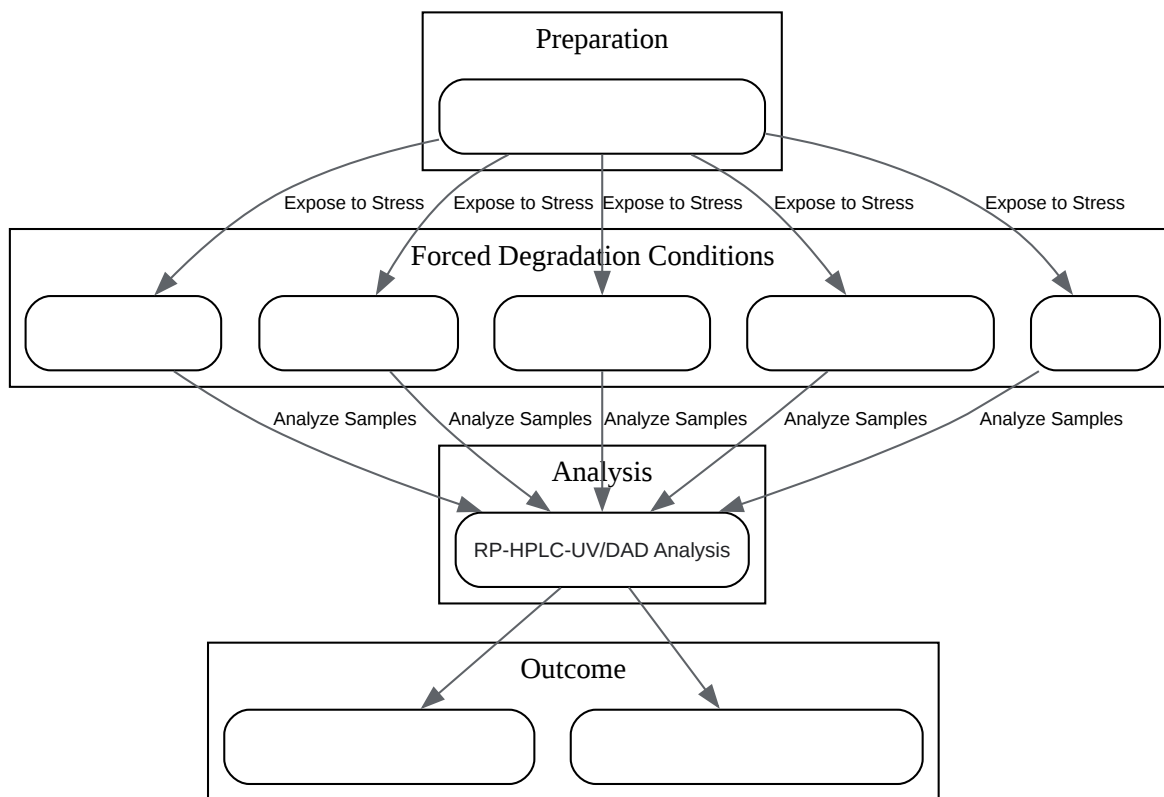 Preparation
Expose to Stress
Expose to Stress
Expose to Stress
Expose to Stress
Expose to Stress
Forced Degradation Conditions
Analyze Samples
Analyze Samples
Analyze Samples
Analyze Samples
Analyze Samples
Analysis
RP-HPLC-UV/DAD Analysis
Outcome